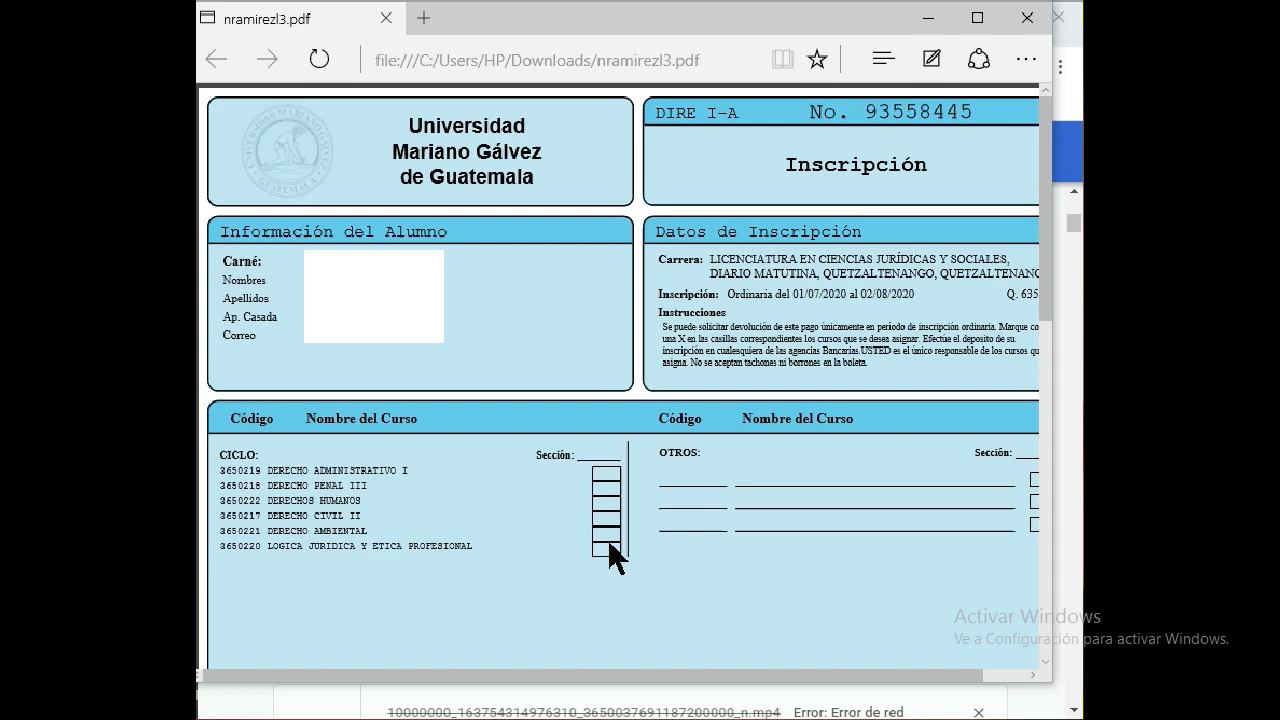 nramirezl3.pdf
file:///C:/Users/HP/Downloads/nramirezl3.pdf
Universidad
Mariano Gálvez
de Guatemala
DIRE I-A No. 93558445
Inscripción
Información del Alumno
Carné:
Nombres
Apellidos
Ap. Casada
Correo
Datos de Inscripción
Carrera: LICENCIATURA EN CIENCIAS JURÍDICAS Y SOCIALES,
DIARIO MATUTINA, QUETZALTENANGO, QUETZALTENANG
Inscripción: Ordinaria del 01/07/2020 al 02/08/2020 Q. 635
Instrucciones
Se puede solicitar devolución de este pago únicamente en periodo de inscripción ordinaria. Marque co
una X en las casillas correspondientes los cursos que se desea asignar. Efectúe el deposito de su
inscripción en cualesquiera de las agencias Bancarias.USTED es el único responsable de los cursos qu
asigna. No se aceptan tachones ni borrones en la boleta.
Código Nombre del Curso
Código Nombre del Curso
CICLO: Sección:
3650219 DERECHO ADMINISTRATIVO I
3650218 DERECHO PENAL III
3650222 DERECHOS HUMANOS
3650217 DERECHO CIVIL II
3650221 DERECHO AMBIENTAL
3650220 LOGICA JURIDICA Y ETICA PROFESIONAL
OTROS: Sección:
Activar Windows
Ve a Configuración para activar Windows.
10000000_163754314976310_3650037691187200000_n.mp4 Error: Error de red